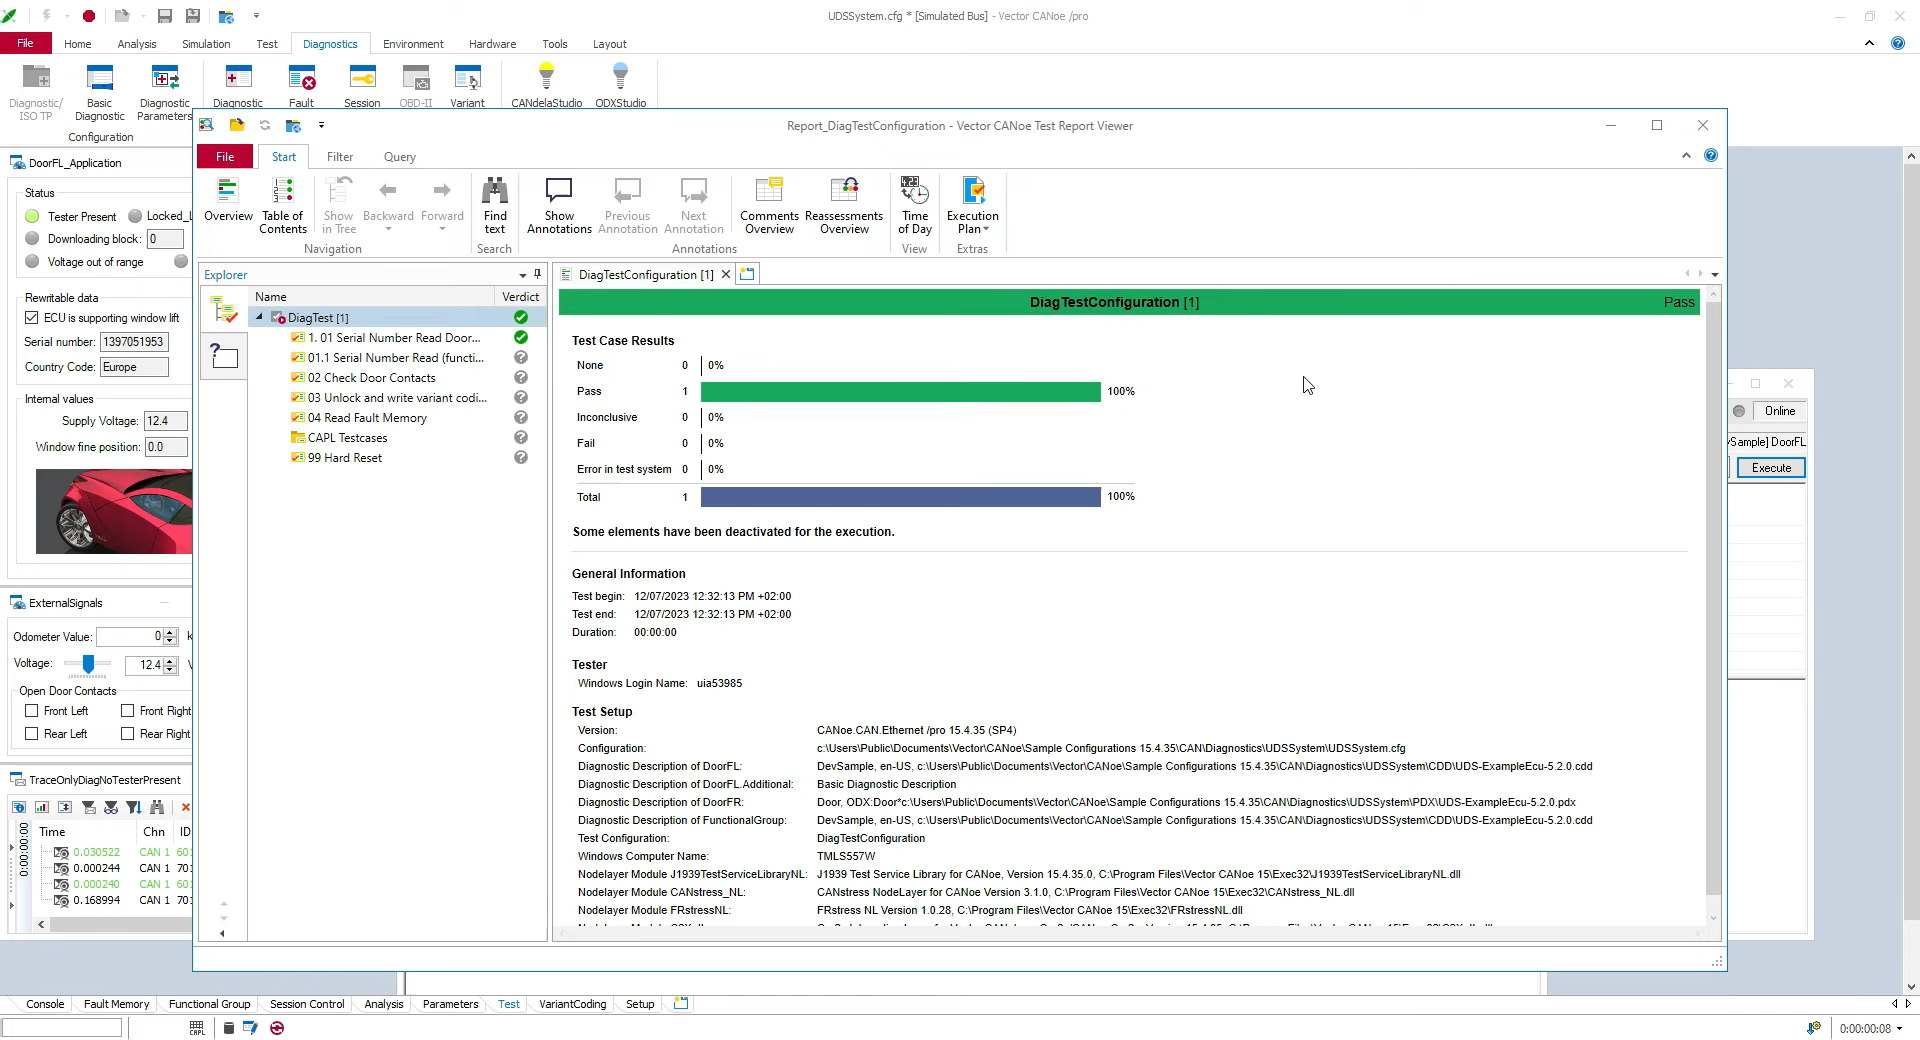 UDSSystem.cfg * [Simulated Bus] - Vector CANoe /pro
File Home Analysis Simulation Test Diagnostics Environment Hardware Tools Layout
Diagnostic/ ISO TP
Basic Diagnostic
Diagnostic Parameters
Diagnostic
Fault
Session
OBD-II
Variant
CANdelaStudio
ODXStudio
Configuration
Report_DiagTestConfiguration - Vector CANoe Test Report Viewer
File Start Filter Query
Overview
Table of Contents
Show in Tree
Backward
Forward
Find text
Show Annotations
Previous Annotation
Next Annotation
Comments Overview
Reassessments Overview
Time of Day
Execution Plan
Navigation
Search
Annotations
View
Extras
DoorFL_Application
Status
Tester Present Locked_L
Downloading block: 0
Voltage out of range
Rewritable data
ECU is supporting window lift
Serial number: 1397051953
Country Code: Europe
Internal values
Supply Voltage: 12.4
Window fine position: 0.0
ExternalSignals
Odometer Value: 0 k
Voltage: 12.4 V
Open Door Contacts
Front Left Front Right
Rear Left Rear Right
TraceOnlyDiagNoTesterPresent
Time Chn ID
0:00:00:00
0.030522 CAN 1 601
0.000244 CAN 1 701
0.000240 CAN 1 601
0.168994 CAN 1 701
Explorer
Name Verdict
DiagTest [1]
1. 01 Serial Number Read Door...
01.1 Serial Number Read (functi...
02 Check Door Contacts
03 Unlock and write variant codi...
04 Read Fault Memory
CAPL Testcases
99 Hard Reset
DiagTestConfiguration [1]
DiagTestConfiguration [1] Pass
Test Case Results
None 0 0%
Pass 1 100%
Inconclusive 0 0%
Fail 0 0%
Error in test system 0 0%
Total 1 100%
Some elements have been deactivated for the execution.
General Information
Test begin: 12/07/2023 12:32:13 PM +02:00
Test end: 12/07/2023 12:32:13 PM +02:00
Duration: 00:00:00
Tester
Windows Login Name: uia53985
Test Setup
Version: CANoe.CAN.Ethernet /pro 15.4.35 (SP4)
Configuration: c:\Users\Public\Documents\Vector\CANoe\Sample Configurations 15.4.35\CAN\Diagnostics\UDSSystem\UDSSystem.cfg
Diagnostic Description of DoorFL: DevSample, en-US, c:\Users\Public\Documents\Vector\CANoe\Sample Configurations 15.4.35\CAN\Diagnostics\UDSSystem\CDD\UDS-ExampleEcu-5.2.0.cdd
Diagnostic Description of DoorFL.Additional: Basic Diagnostic Description
Diagnostic Description of DoorFR: Door, ODX:Door*c:\Users\Public\Documents\Vector\CANoe\Sample Configurations 15.4.35\CAN\Diagnostics\UDSSystem\PDX\UDS-ExampleEcu-5.2.0.pdx
Diagnostic Description of FunctionalGroup: DevSample, en-US, c:\Users\Public\Documents\Vector\CANoe\Sample Configurations 15.4.35\CAN\Diagnostics\UDSSystem\CDD\UDS-ExampleEcu-5.2.0.cdd
Test Configuration: DiagTestConfiguration
Windows Computer Name: TMLS557W
Nodelayer Module J1939TestServiceLibraryNL: J1939 Test Service Library for CANoe, Version 15.4.35.0, C:\Program Files\Vector CANoe 15\Exec32\J1939TestServiceLibraryNL.dll
Nodelayer Module CANstress_NL: CANstress NodeLayer for CANoe Version 3.1.0, C:\Program Files\Vector CANoe 15\Exec32\CANstress_NL.dll
Nodelayer Module FRstressNL: FRstress NL Version 1.0.28, C:\Program Files\Vector CANoe 15\Exec32\FRstressNL.dll
Online
Sample] DoorFL
Execute
Console Fault Memory Functional Group Session Control Analysis Parameters Test VariantCoding Setup
CAPL
0:00:00:08